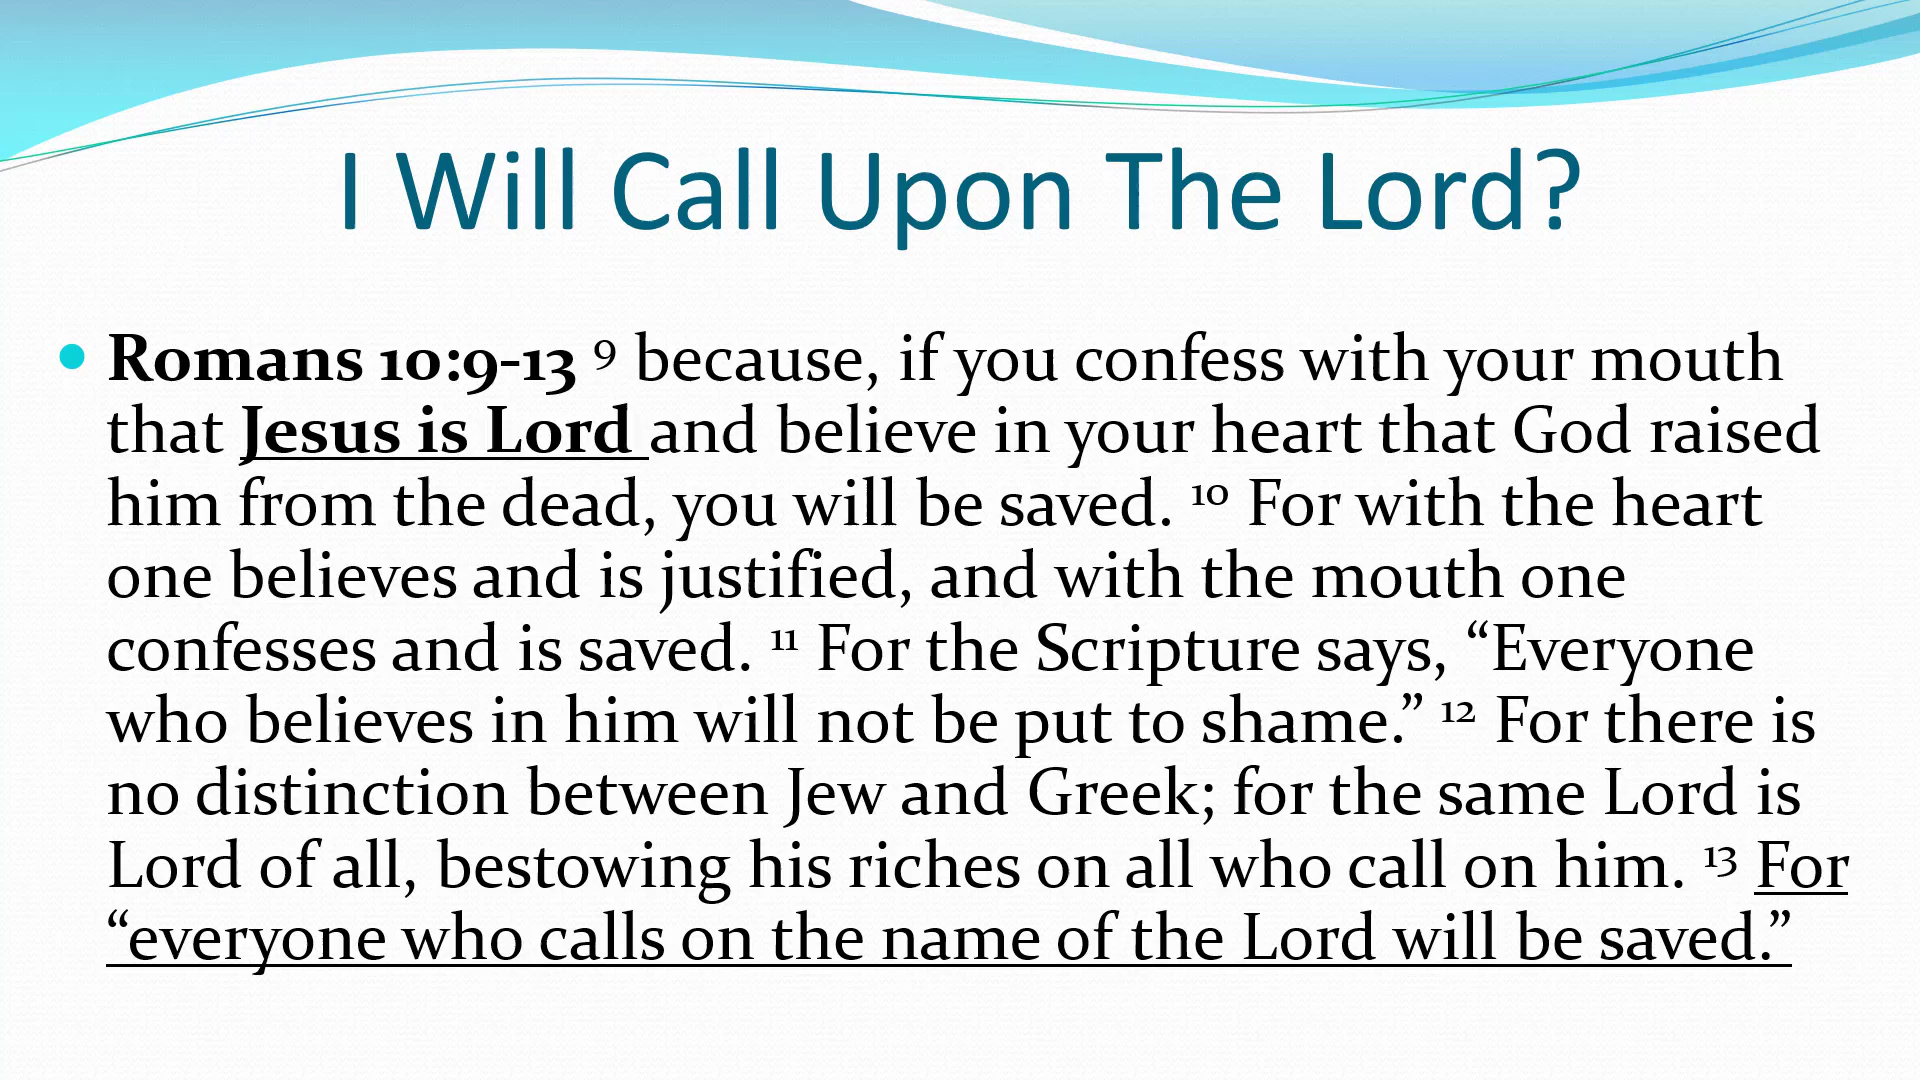 I Will Call Upon The Lord?
• Romans 10:9-13 ⁹ because, if you confess with your mouth
that Jesus is Lord and believe in your heart that God raised
him from the dead, you will be saved. ¹⁰ For with the heart
one believes and is justified, and with the mouth one
confesses and is saved. ¹¹ For the Scripture says, “Everyone
who believes in him will not be put to shame.” ¹² For there is
no distinction between Jew and Greek; for the same Lord is
Lord of all, bestowing his riches on all who call on him. ¹³ For
“everyone who calls on the name of the Lord will be saved.”